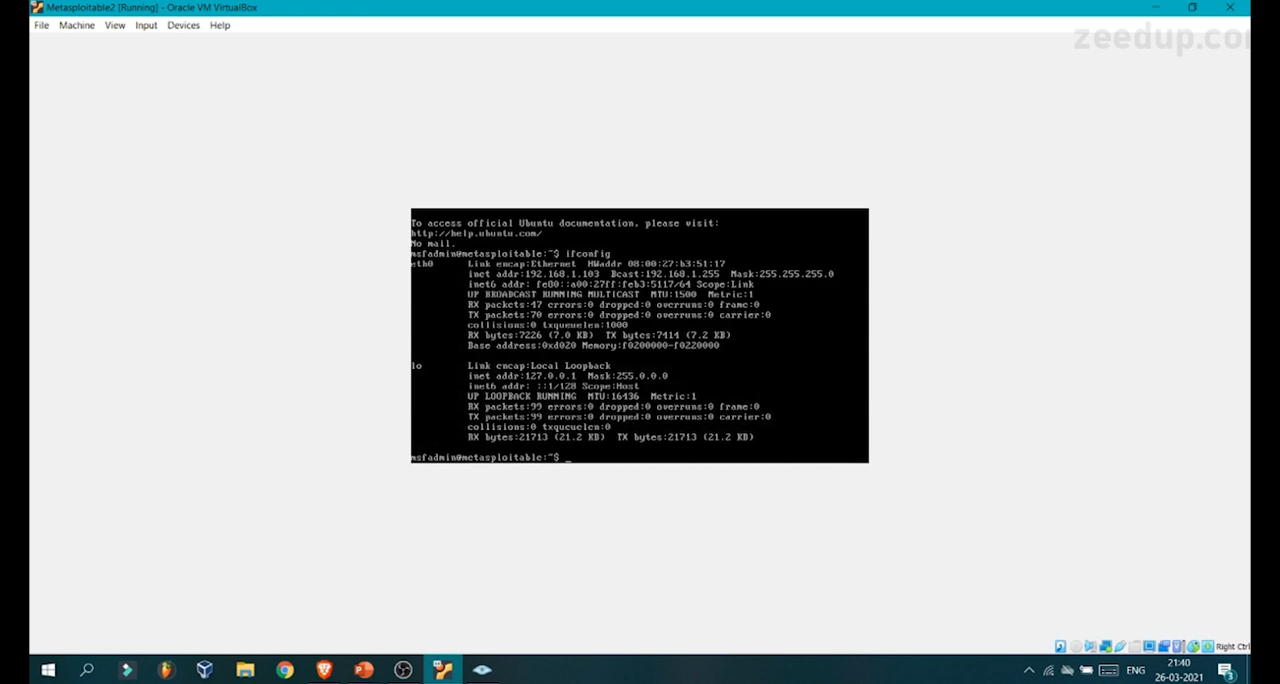 Metasploitable2 [Running] - Oracle VM VirtualBox
File Machine View Input Devices Help
To access official Ubuntu documentation, please visit:
http://help.ubuntu.com/
No mail.
msfadmin@metasploitable:~$ ifconfig
eth0 Link encap:Ethernet HWaddr 08:00:27:b3:51:17
inet addr:192.168.1.103 Bcast:192.168.1.255 Mask:255.255.255.0
inet6 addr: fe80::a00:27ff:feb3:5117/64 Scope:Link
UP BROADCAST RUNNING MULTICAST MTU:1500 Metric:1
RX packets:47 errors:0 dropped:0 overruns:0 frame:0
TX packets:70 errors:0 dropped:0 overruns:0 carrier:0
collisions:0 txqueuelen:1000
RX bytes:7226 (7.0 KB) TX bytes:7414 (7.2 KB)
Base address:0xd020 Memory:f0200000-f0220000
lo Link encap:Local Loopback
inet addr:127.0.0.1 Mask:255.0.0.0
inet6 addr: ::1/128 Scope:Host
UP LOOPBACK RUNNING MTU:16436 Metric:1
RX packets:99 errors:0 dropped:0 overruns:0 frame:0
TX packets:99 errors:0 dropped:0 overruns:0 carrier:0
collisions:0 txqueuelen:0
RX bytes:21713 (21.2 KB) TX bytes:21713 (21.2 KB)
msfadmin@metasploitable:~$ _
zeedup.co
Right Ctrl
ENG
21:40
26-03-2021
3